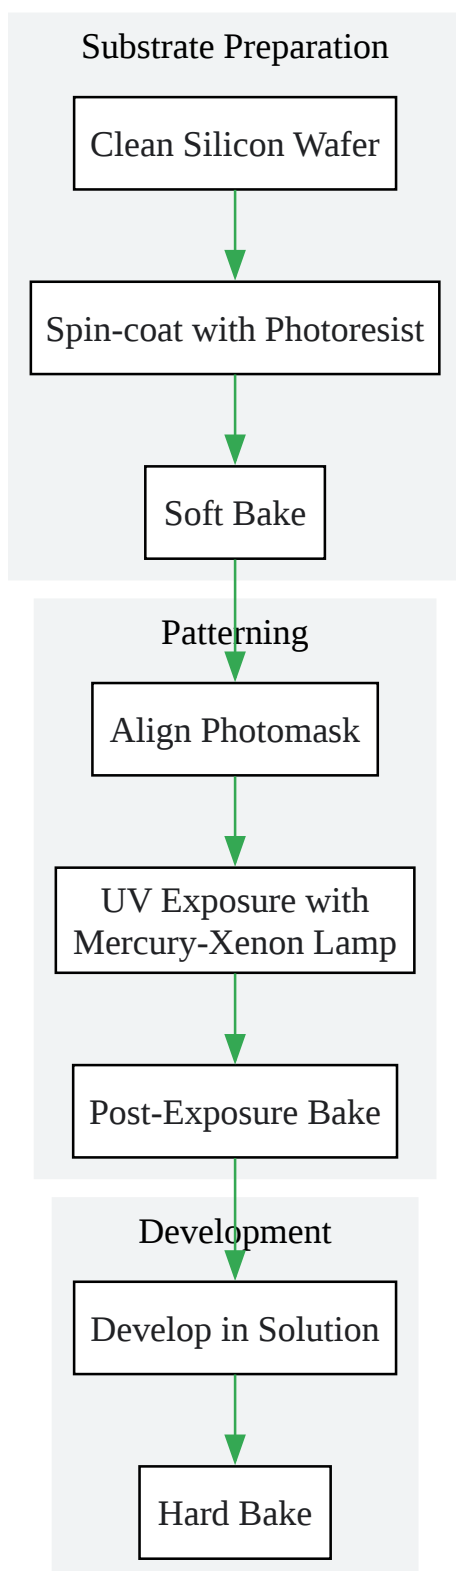 Substrate Preparation
Clean Silicon Wafer
Spin-coat with Photoresist
Soft Bake
Patterning
Align Photomask
UV Exposure with
Mercury-Xenon Lamp
Post-Exposure Bake
Development
Develop in Solution
Hard Bake